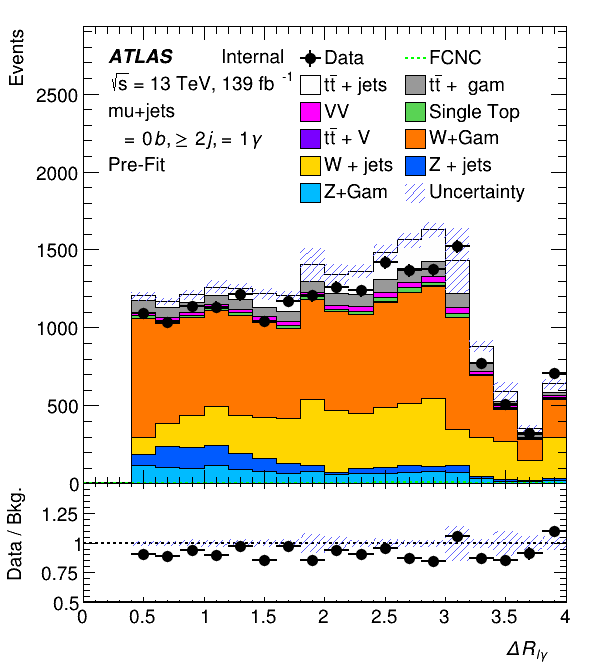 Events
ATLAS Internal
√s = 13 TeV, 139 fb -1
mu+jets
= 0b, ≥ 2j, = 1γ
Pre-Fit
Data
FCNC
tt̄ + jets
tt̄ + gam
VV
Single Top
tt̄ + V
W+Gam
W + jets
Z + jets
Z+Gam
Uncertainty
2500
2000
1500
1000
500
0
Data / Bkg.
1.25
1
0.75
0.5
0 0.5 1 1.5 2 2.5 3 3.5 4
ΔR lγ